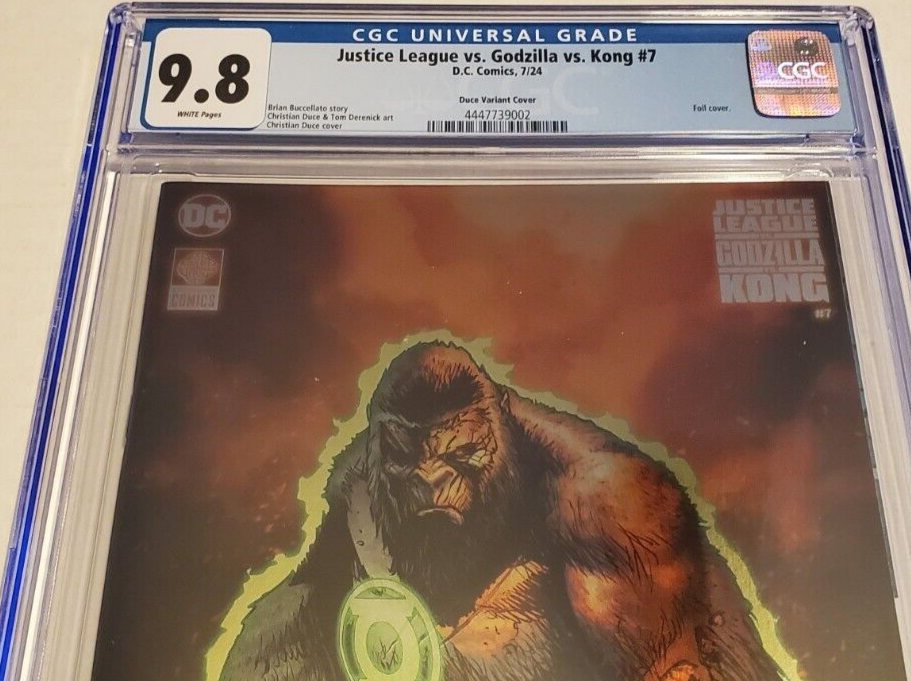 CGC UNIVERSAL GRADE
9.8
WHITE Pages
Justice League vs. Godzilla vs. Kong #7
D.C. Comics, 7/24
Duce Variant Cover
4447739002
Brian Buccellato story
Christian Duce & Tom Derenick art
Christian Duce cover
Foil cover.
CGC
DC
COMICS
JUSTICE
LEAGUE
GODZILLA
KONG
#7